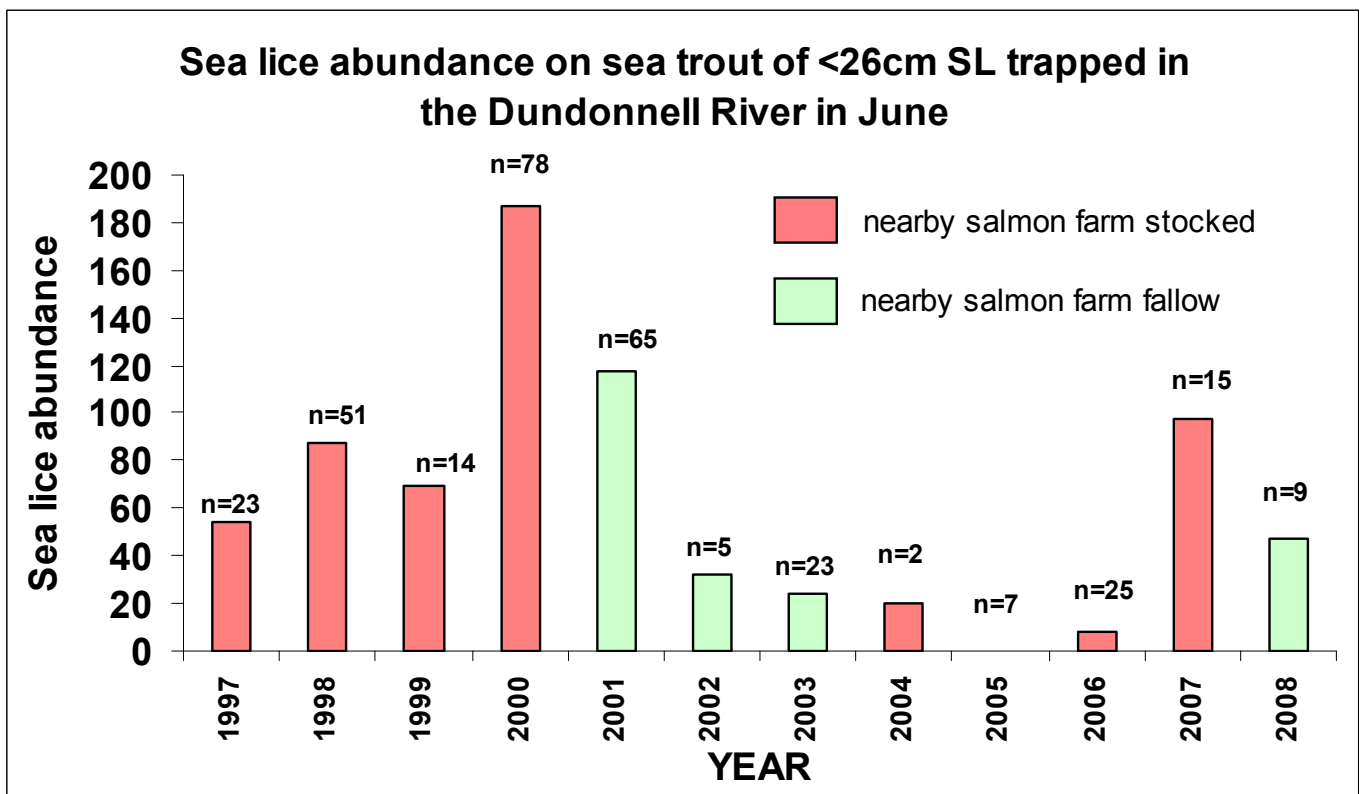 Sea lice abundance on sea trout of <26cm SL trapped in
the Dundonnell River in June
Sea lice abundance
200
180
160
140
120
100
80
60
40
20
0
n=23
n=51
n=14
n=78
n=65
n=5
n=23
n=2
n=7
n=25
n=15
n=9
nearby salmon farm stocked
nearby salmon farm fallow
1997
1998
1999
2000
2001
2002
2003
2004
2005
2006
2007
2008
YEAR